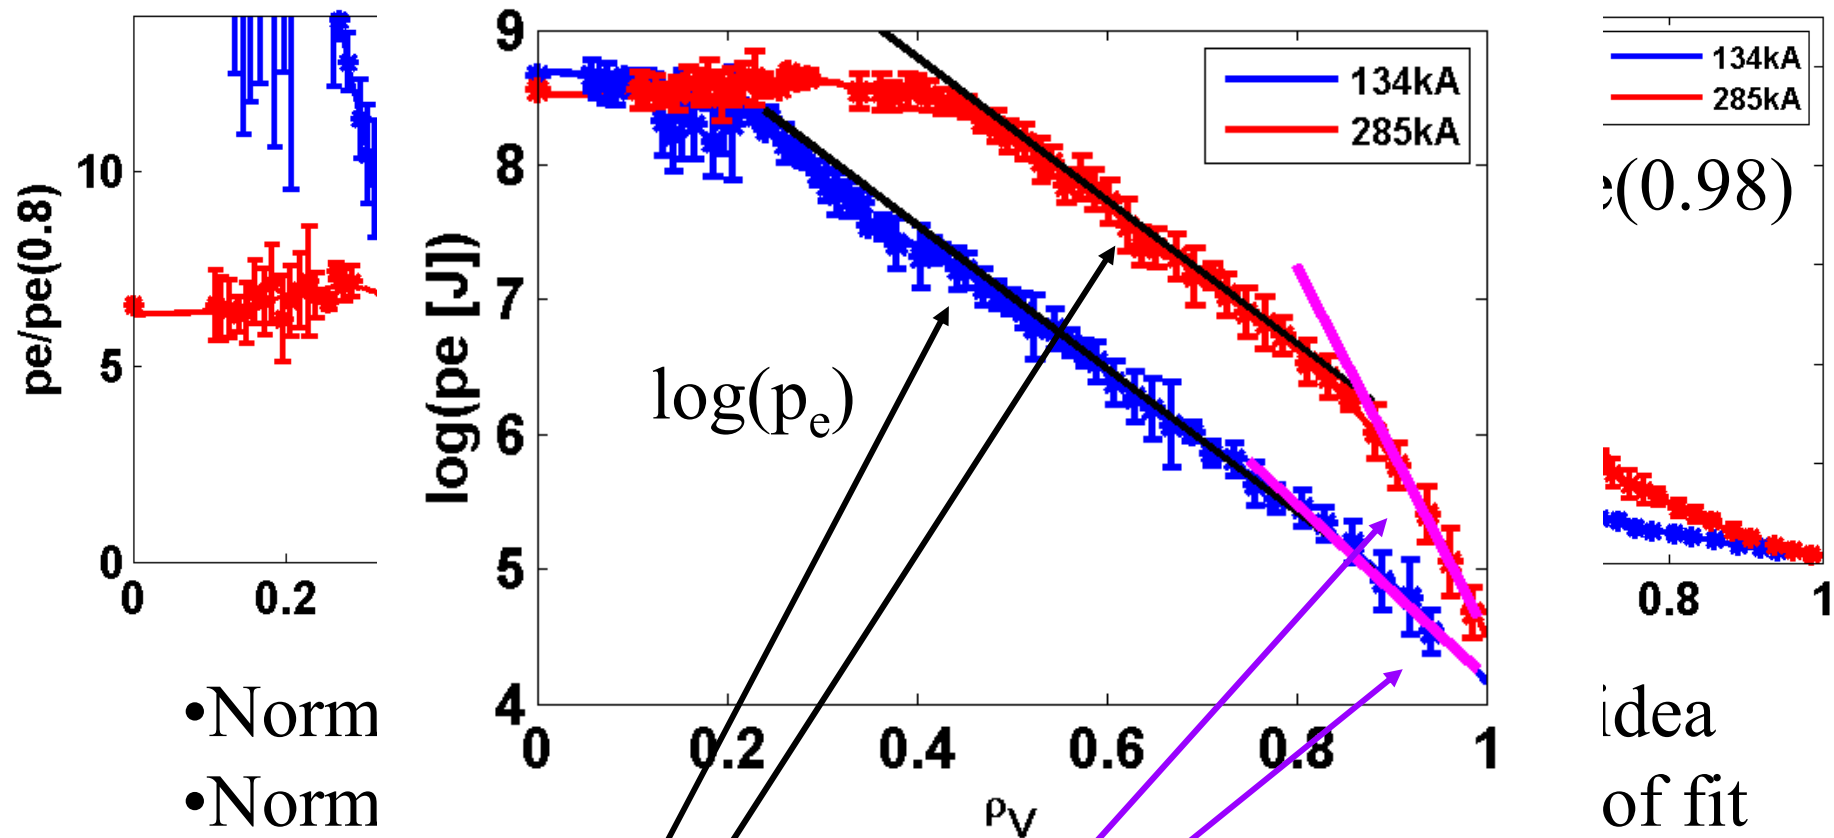 pe/pe(0.8)
10
5
0
0
0.2
log(pe [J])
9
8
7
6
5
4
134kA
285kA
log(pe)
0
0.2
0.4
0.6
0.8
1
ρV
134kA
285kA
e(0.98)
0.8
1
•Norm
idea
•Norm
of fit